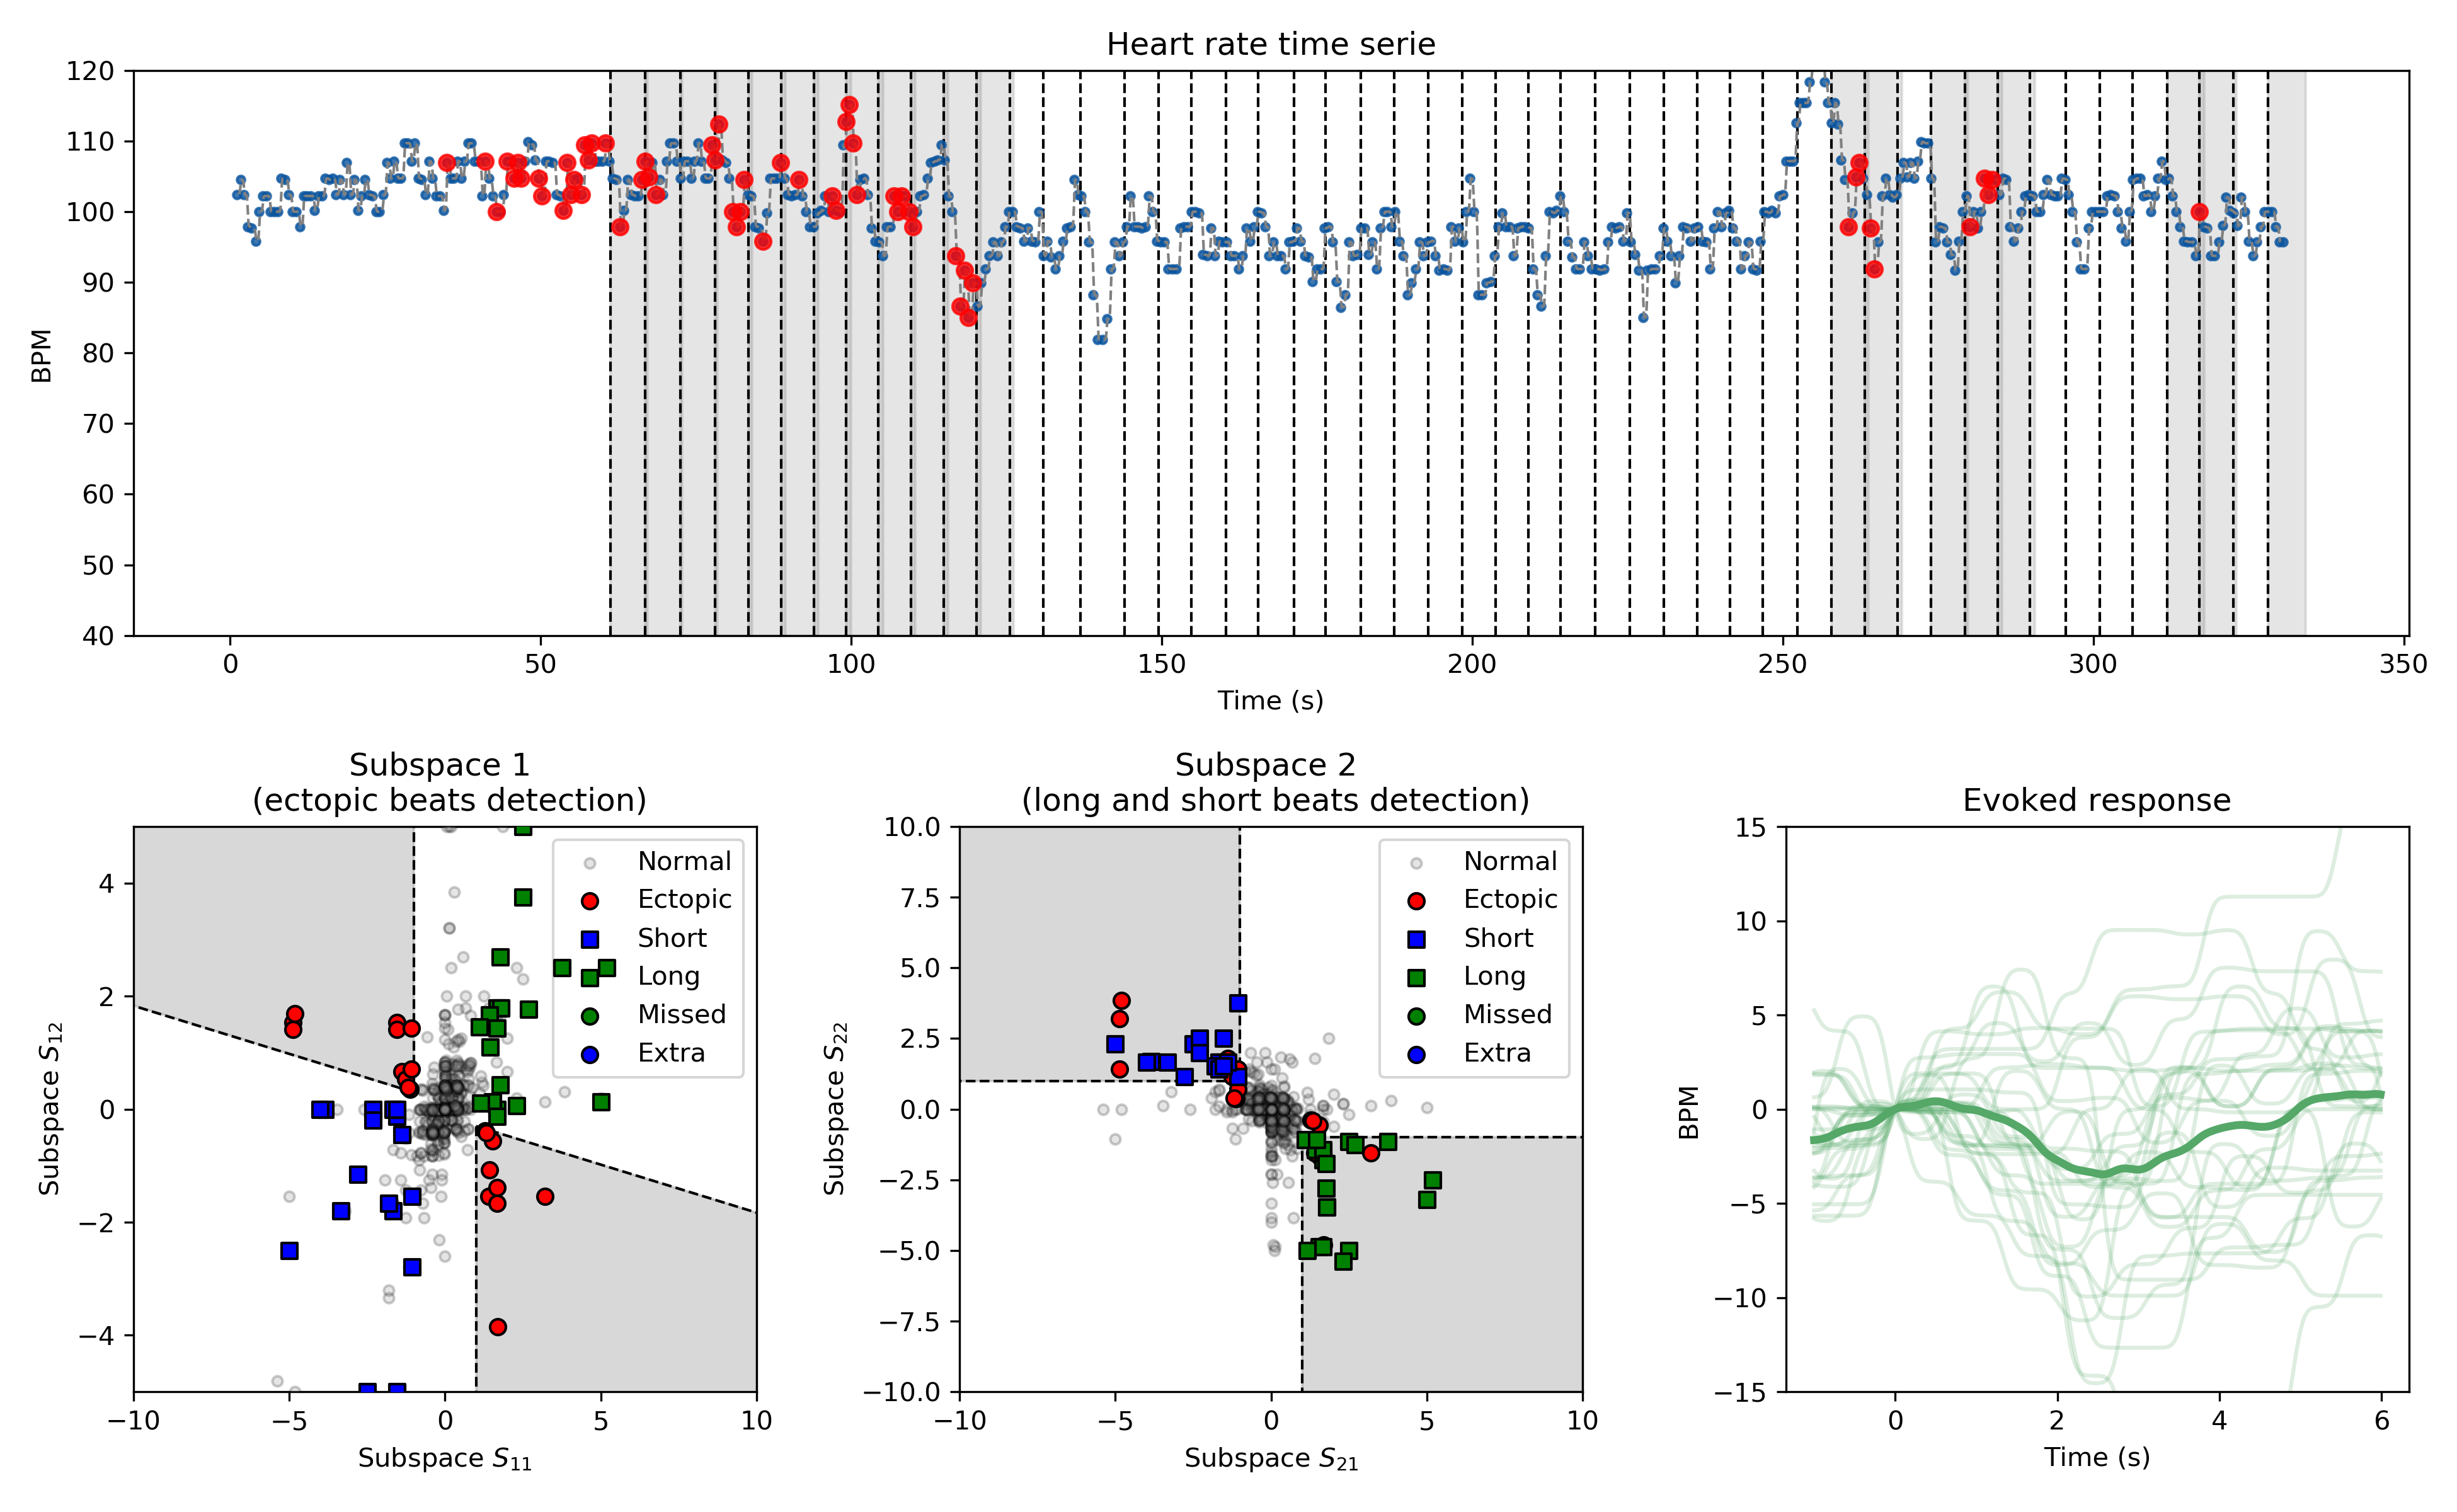 Heart rate time serie
120
110
100
90
80
70
60
50
40
BPM
0 50 100 150 200 250 300 350
Time (s)
Subspace 1
(ectopic beats detection)
4
2
0
−2
−4
Subspace S12
−10 −5 0 5 10
Subspace S11
Normal
Ectopic
Short
Long
Missed
Extra
Subspace 2
(long and short beats detection)
10.0
7.5
5.0
2.5
0.0
−2.5
−5.0
−7.5
−10.0
Subspace S22
−10 −5 0 5 10
Subspace S21
Normal
Ectopic
Short
Long
Missed
Extra
Evoked response
15
10
5
0
−5
−10
−15
BPM
0 2 4 6
Time (s)